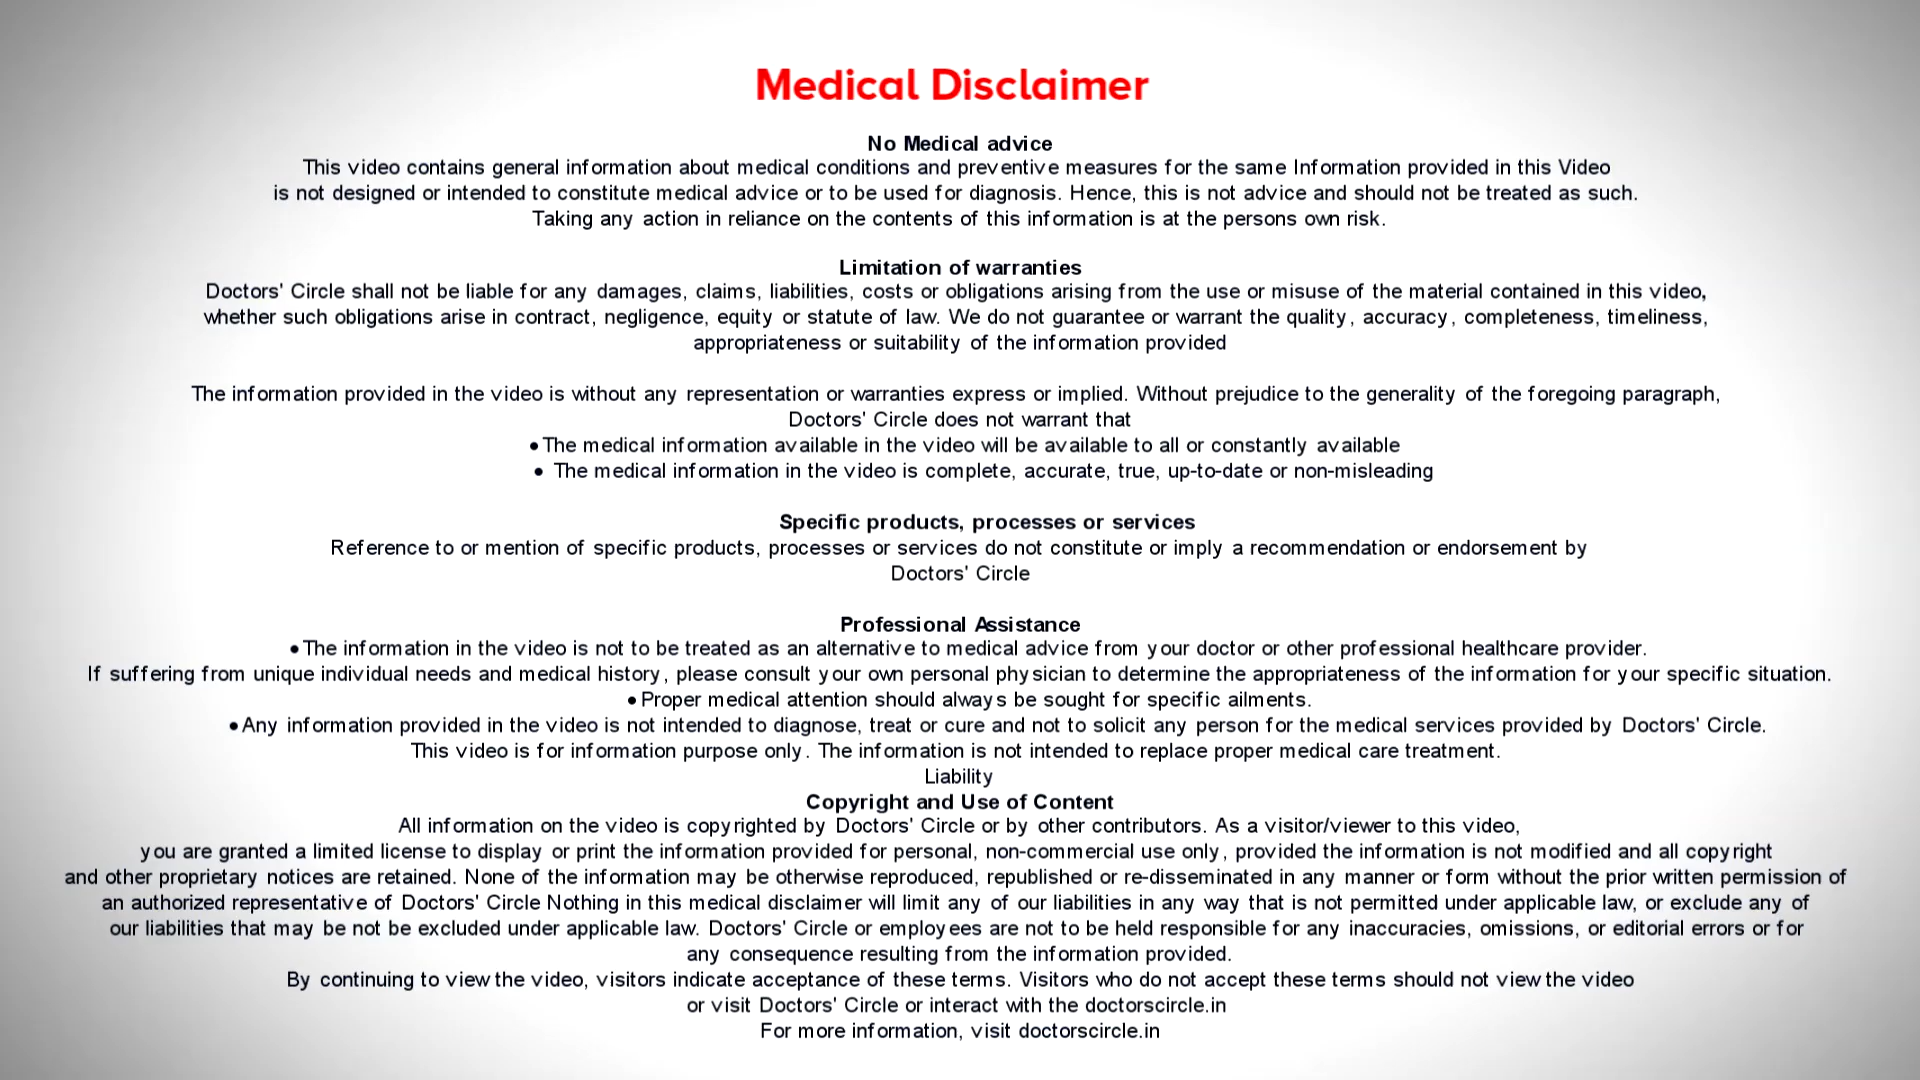 Medical Disclaimer
No Medical advice
This video contains general information about medical conditions and preventive measures for the same Information provided in this Video
is not designed or intended to constitute medical advice or to be used for diagnosis. Hence, this is not advice and should not be treated as such.
Taking any action in reliance on the contents of this information is at the persons own risk.
Limitation of warranties
Doctors' Circle shall not be liable for any damages, claims, liabilities, costs or obligations arising from the use or misuse of the material contained in this video,
whether such obligations arise in contract, negligence, equity or statute of law. We do not guarantee or warrant the quality, accuracy, completeness, timeliness,
appropriateness or suitability of the information provided
The information provided in the video is without any representation or warranties express or implied. Without prejudice to the generality of the foregoing paragraph,
Doctors' Circle does not warrant that
• The medical information available in the video will be available to all or constantly available
• The medical information in the video is complete, accurate, true, up-to-date or non-misleading
Specific products, processes or services
Reference to or mention of specific products, processes or services do not constitute or imply a recommendation or endorsement by
Doctors' Circle
Professional Assistance
• The information in the video is not to be treated as an alternative to medical advice from your doctor or other professional healthcare provider.
If suffering from unique individual needs and medical history, please consult your own personal physician to determine the appropriateness of the information for your specific situation.
• Proper medical attention should always be sought for specific ailments.
• Any information provided in the video is not intended to diagnose, treat or cure and not to solicit any person for the medical services provided by Doctors' Circle.
This video is for information purpose only. The information is not intended to replace proper medical care treatment.
Liability
Copyright and Use of Content
All information on the video is copyrighted by Doctors' Circle or by other contributors. As a visitor/viewer to this video,
you are granted a limited license to display or print the information provided for personal, non-commercial use only, provided the information is not modified and all copyright
and other proprietary notices are retained. None of the information may be otherwise reproduced, republished or re-disseminated in any manner or form without the prior written permission of
an authorized representative of Doctors' Circle Nothing in this medical disclaimer will limit any of our liabilities in any way that is not permitted under applicable law, or exclude any of
our liabilities that may be not be excluded under applicable law. Doctors' Circle or employees are not to be held responsible for any inaccuracies, omissions, or editorial errors or for
any consequence resulting from the information provided.
By continuing to view the video, visitors indicate acceptance of these terms. Visitors who do not accept these terms should not view the video
or visit Doctors' Circle or interact with the doctorscircle.in
For more information, visit doctorscircle.in